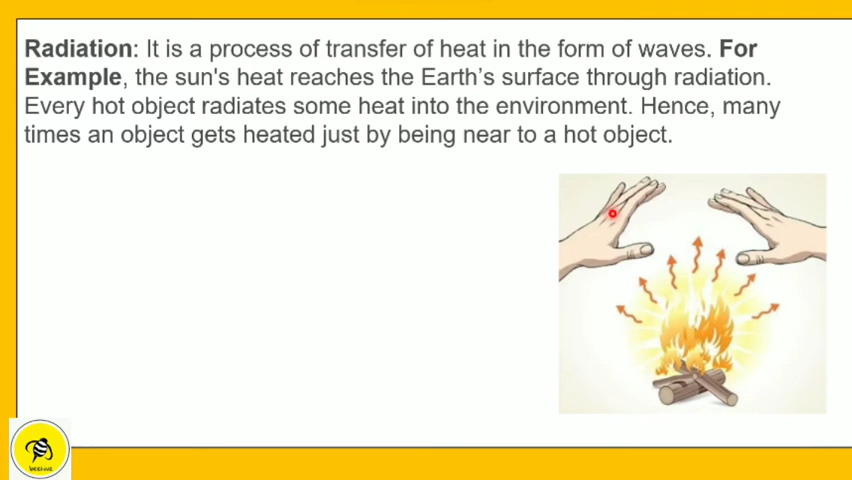 Radiation: It is a process of transfer of heat in the form of waves. For
Example, the sun's heat reaches the Earth's surface through radiation.
Every hot object radiates some heat into the environment. Hence, many
times an object gets heated just by being near to a hot object.
beehive